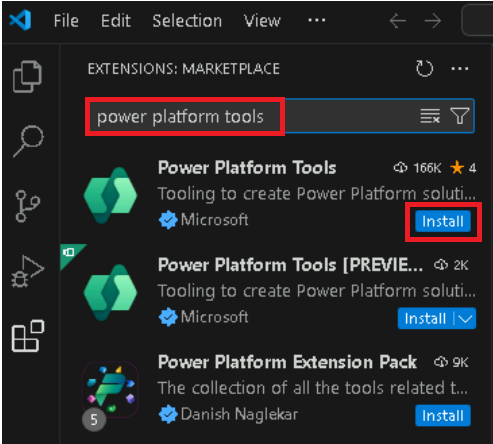 File Edit Selection View ...
EXTENSIONS: MARKETPLACE
power platform tools
Power Platform Tools 166K 4
Tooling to create Power Platform soluti...
Microsoft Install
Power Platform Tools [PREVIE... 2K
Tooling to create Power Platform soluti...
Microsoft Install
Power Platform Extension Pack 9K
The collection of all the tools related t...
5 Danish Naglekar Install